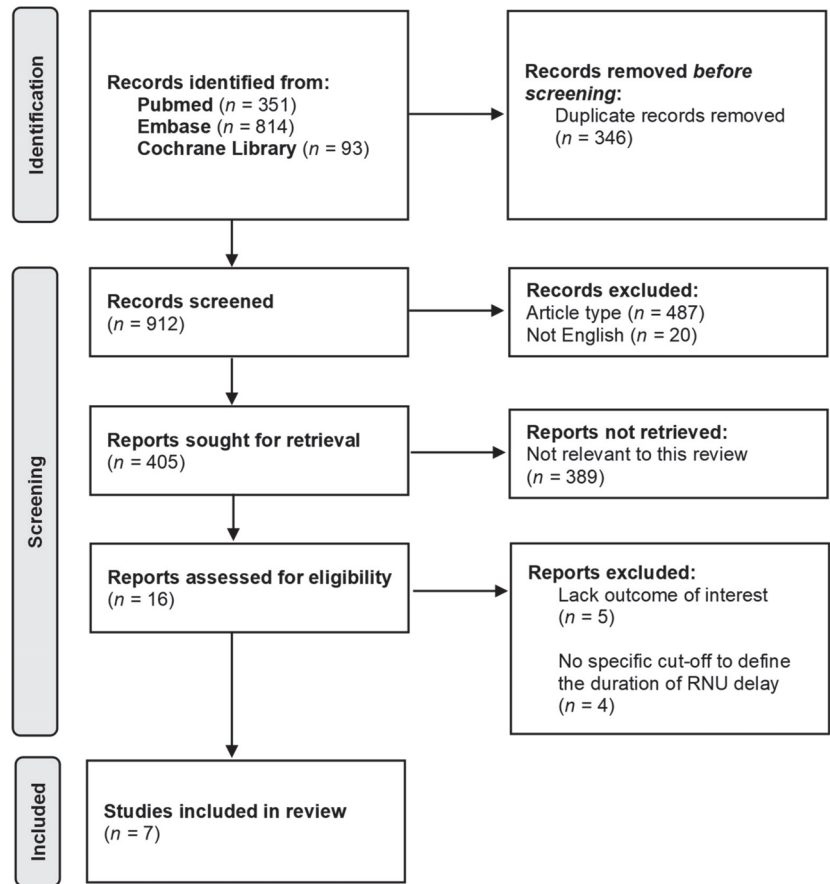 Identification
Records identified from:
Pubmed (n = 351)
Embase (n = 814)
Cochrane Library (n = 93)
Records removed before
screening:
Duplicate records removed
(n = 346)
Screening
Records screened
(n = 912)
Records excluded:
Article type (n = 487)
Not English (n = 20)
Reports sought for retrieval
(n = 405)
Reports not retrieved:
Not relevant to this review
(n = 389)
Reports assessed for eligibility
(n = 16)
Reports excluded:
Lack outcome of interest
(n = 5)
No specific cut-off to define
the duration of RNU delay
(n = 4)
Included
Studies included in review
(n = 7)